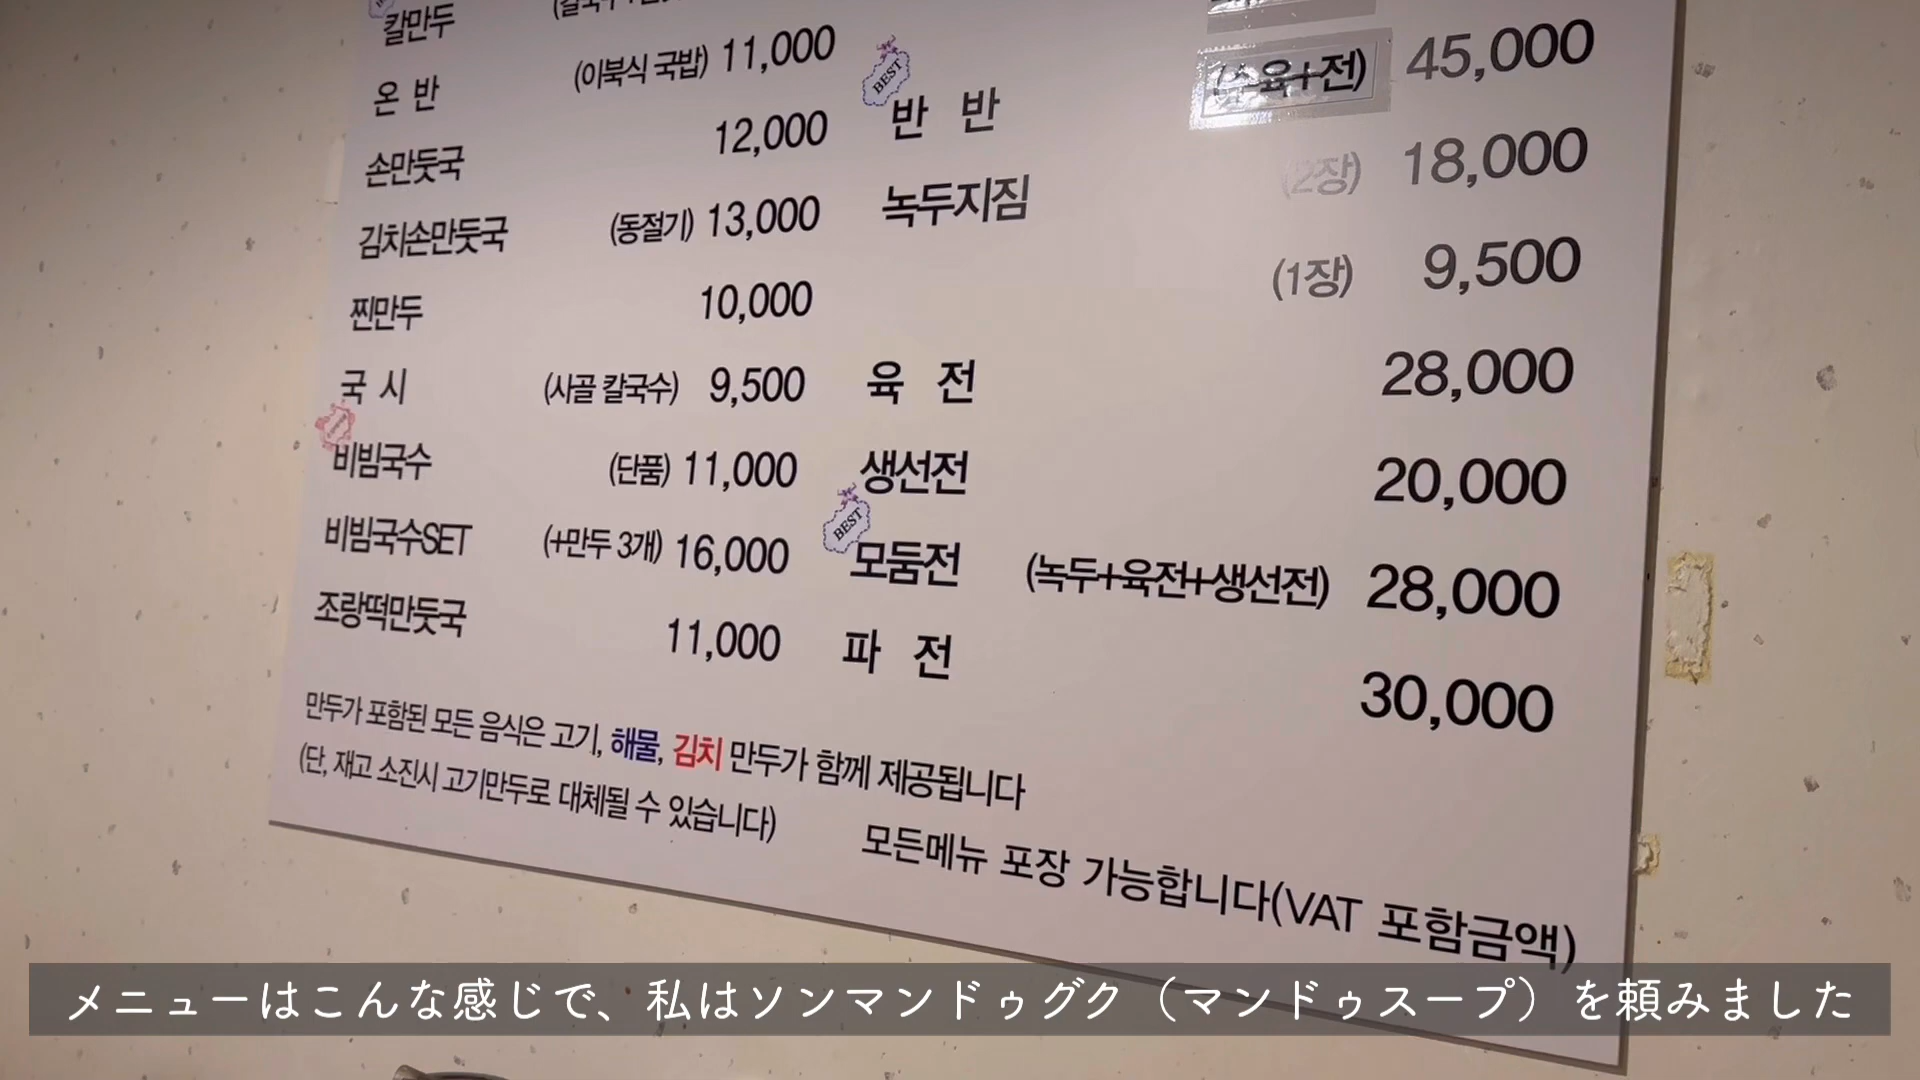 칼만두
온 반 (이북식 국밥) 11,000
손만둣국 12,000
김치손만둣국 (동절기) 13,000
찐만두 10,000
국 시 (사골 칼국수) 9,500
비빔국수 (단품) 11,000
비빔국수SET (+만두 3개) 16,000
조랑떡만둣국 11,000
BEST
반 반 (수육+전) 45,000
녹두지짐 (2장) 18,000
(1장) 9,500
육 전 28,000
생선전 20,000
BEST
모둠전 (녹두+육전+생선전) 28,000
파 전 30,000
만두가 포함된 모든 음식은 고기, 해물, 김치 만두가 함께 제공됩니다
(단, 재고 소진시 고기만두로 대체될 수 있습니다)
모든메뉴 포장 가능합니다(VAT 포함금액)
メニューはこんな感じで、私はソンマンドゥグク（マンドゥスープ）を頼みました